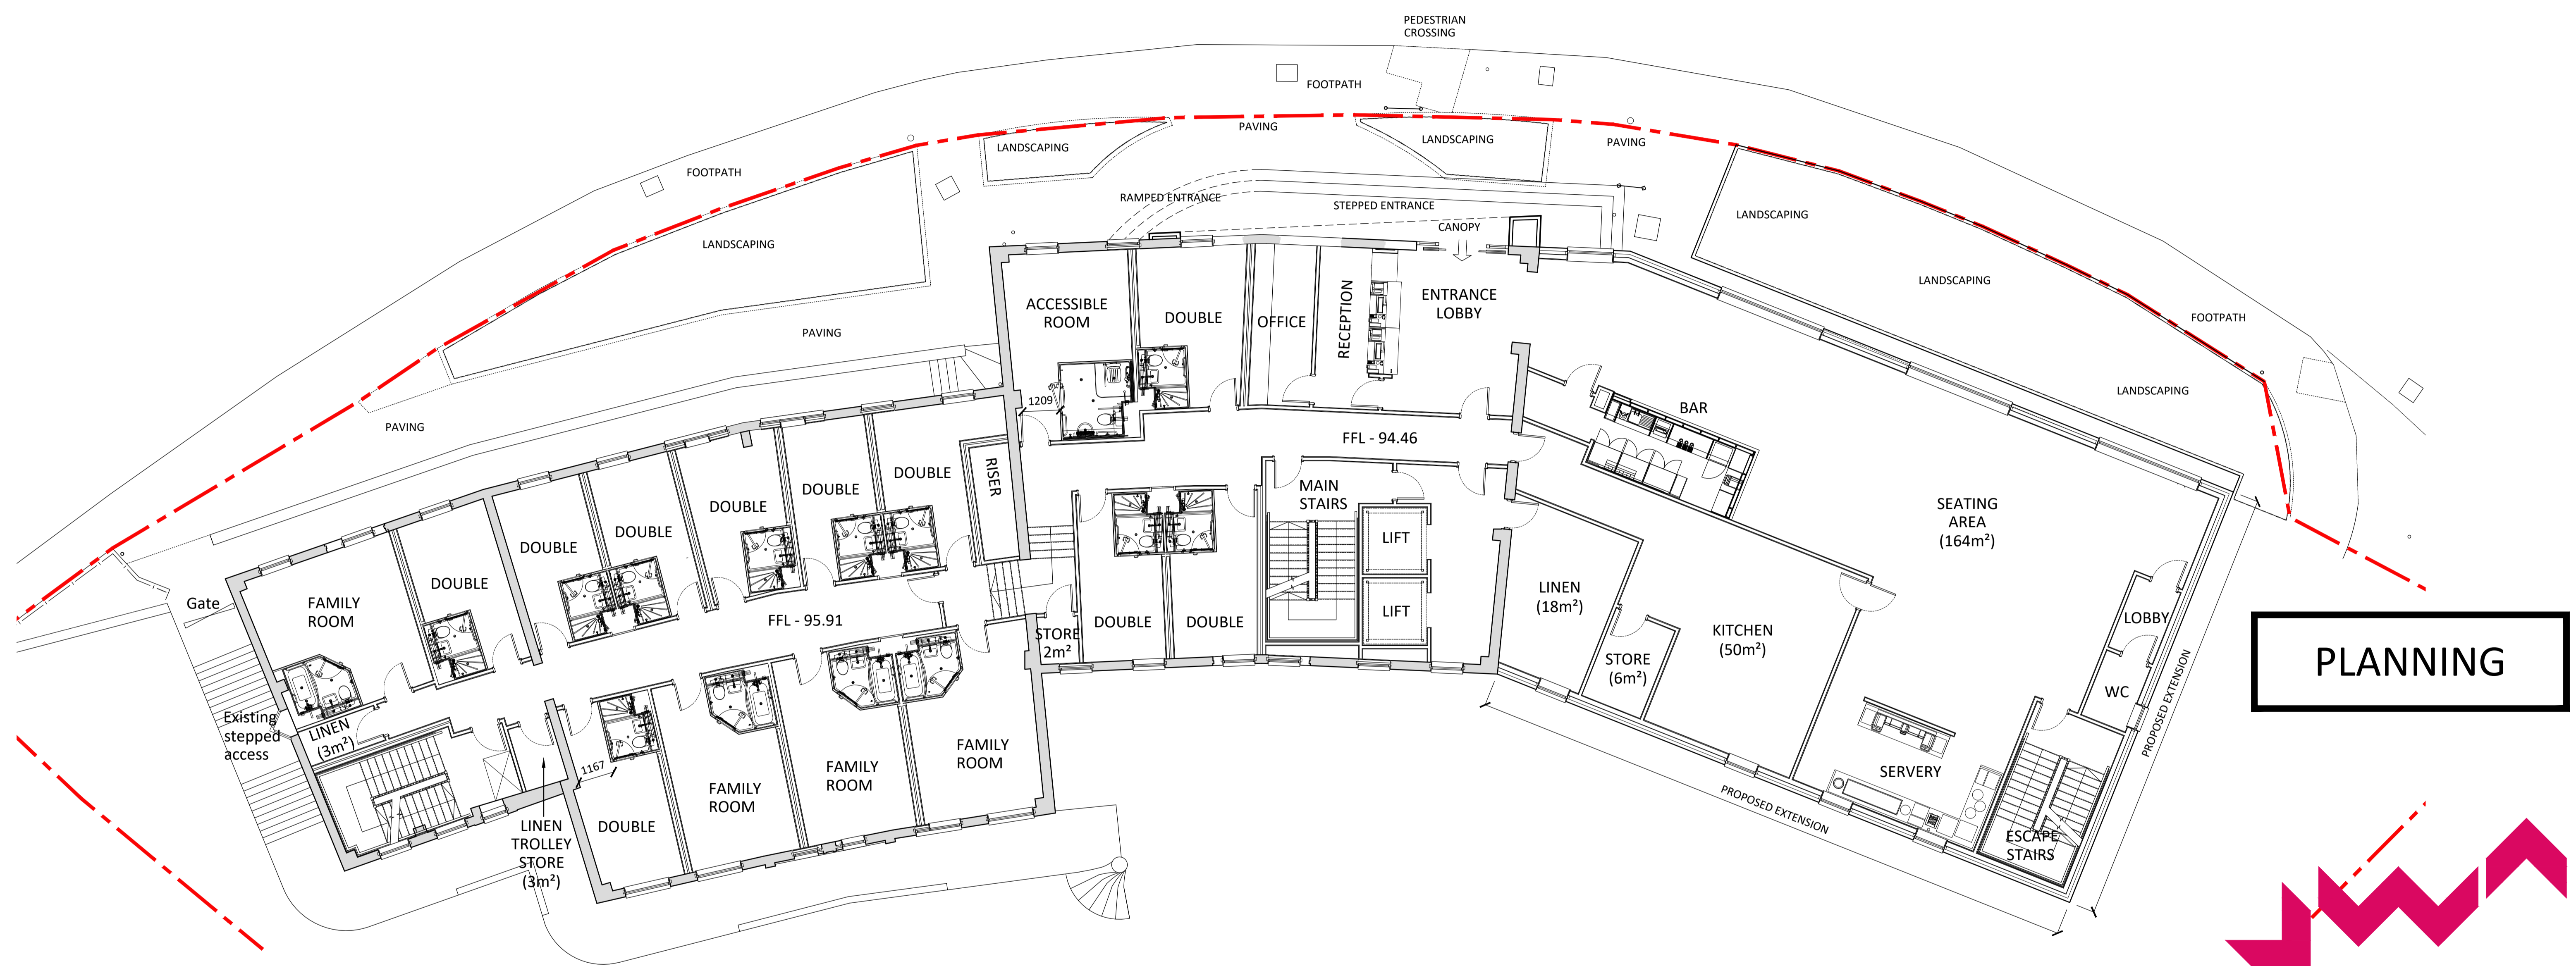 PEDESTRIAN
CROSSING
FOOTPATH
PAVING
LANDSCAPING
LANDSCAPING
PAVING
FOOTPATH
RAMPED ENTRANCE
STEPPED ENTRANCE
LANDSCAPING
CANOPY
LANDSCAPING
LANDSCAPING
FOOTPATH
ACCESSIBLE
ROOM
DOUBLE
OFFICE
RECEPTION
ENTRANCE
LOBBY
PAVING
LANDSCAPING
1209
BAR
PAVING
FFL - 94.46
DOUBLE
RISER
DOUBLE
DOUBLE
DOUBLE
DOUBLE
MAIN
STAIRS
SEATING
AREA
(164m²)
LIFT
DOUBLE
FAMILY
ROOM
Gate
LINEN
(18m²)
LIFT
FFL - 95.91
DOUBLE
DOUBLE
STORE
2m²
LOBBY
KITCHEN
(50m²)
STORE
(6m²)
PLANNING
WC
PROPOSED EXTENSION
Existing
stepped
access
LINEN
(3m²)
FAMILY
ROOM
FAMILY
ROOM
FAMILY
ROOM
1167
SERVERY
PROPOSED EXTENSION
DOUBLE
LINEN
TROLLEY
STORE
(3m²)
ESCAPE
STAIRS